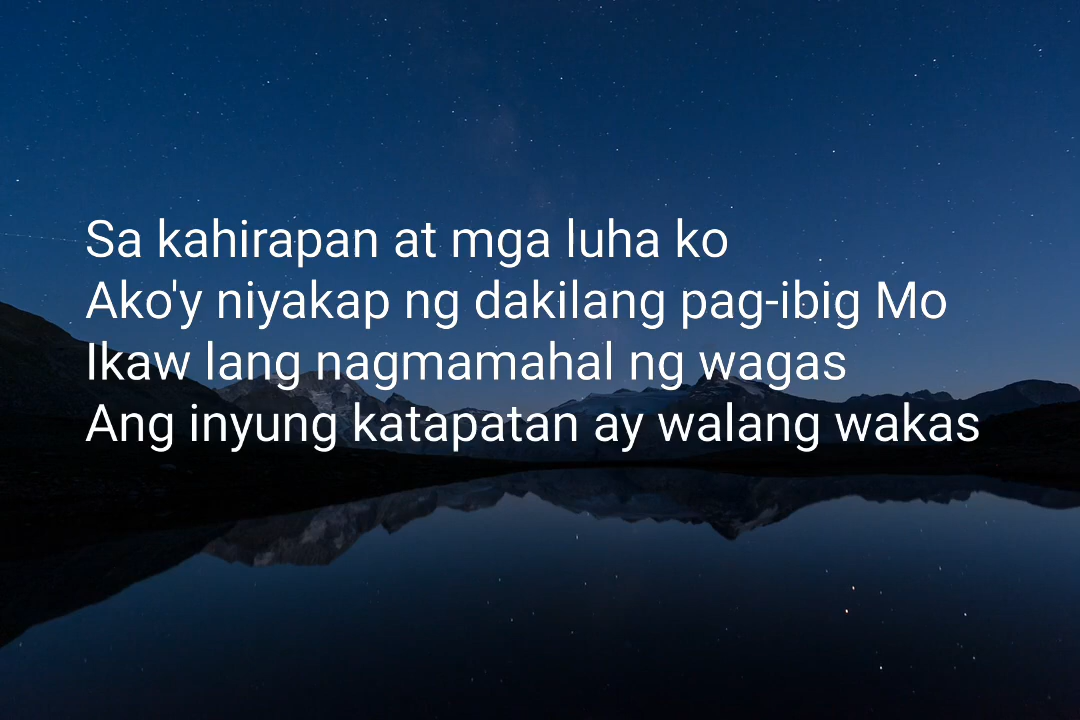 Sa kahirapan at mga luha ko
Ako'y niyakap ng dakilang pag-ibig Mo
Ikaw lang nagmamahal ng wagas
Ang inyung katapatan ay walang wakas